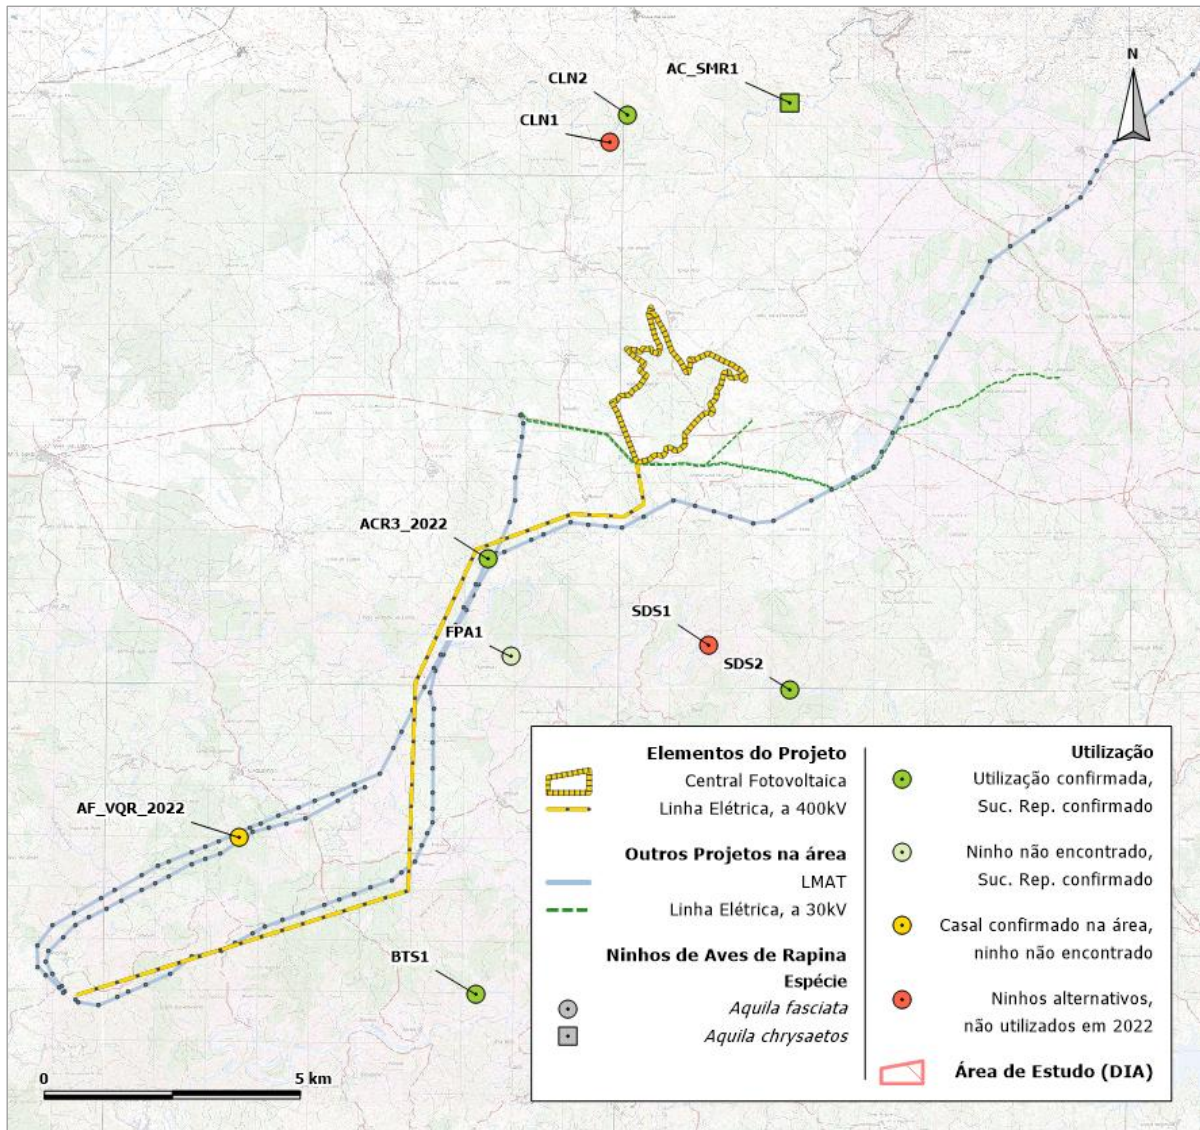 N
AC_SMR1
CLN2
CLN1
ACR3_2022
FPA1
SDS1
SDS2
AF_VQR_2022
BTS1
0
5 km
Elementos do Projeto
Central Fotovoltaica
Linha Elétrica, a 400kV
Outros Projetos na área
LMAT
Linha Elétrica, a 30kV
Ninhos de Aves de Rapina
Espécie
Aquila fasciata
Aquila chrysaetos
Utilização
Utilização confirmada,
Suc. Rep. confirmado
Ninho não encontrado,
Suc. Rep. confirmado
Casal confirmado na área,
ninho não encontrado
Ninhos alternativos,
não utilizados em 2022
Área de Estudo (DIA)